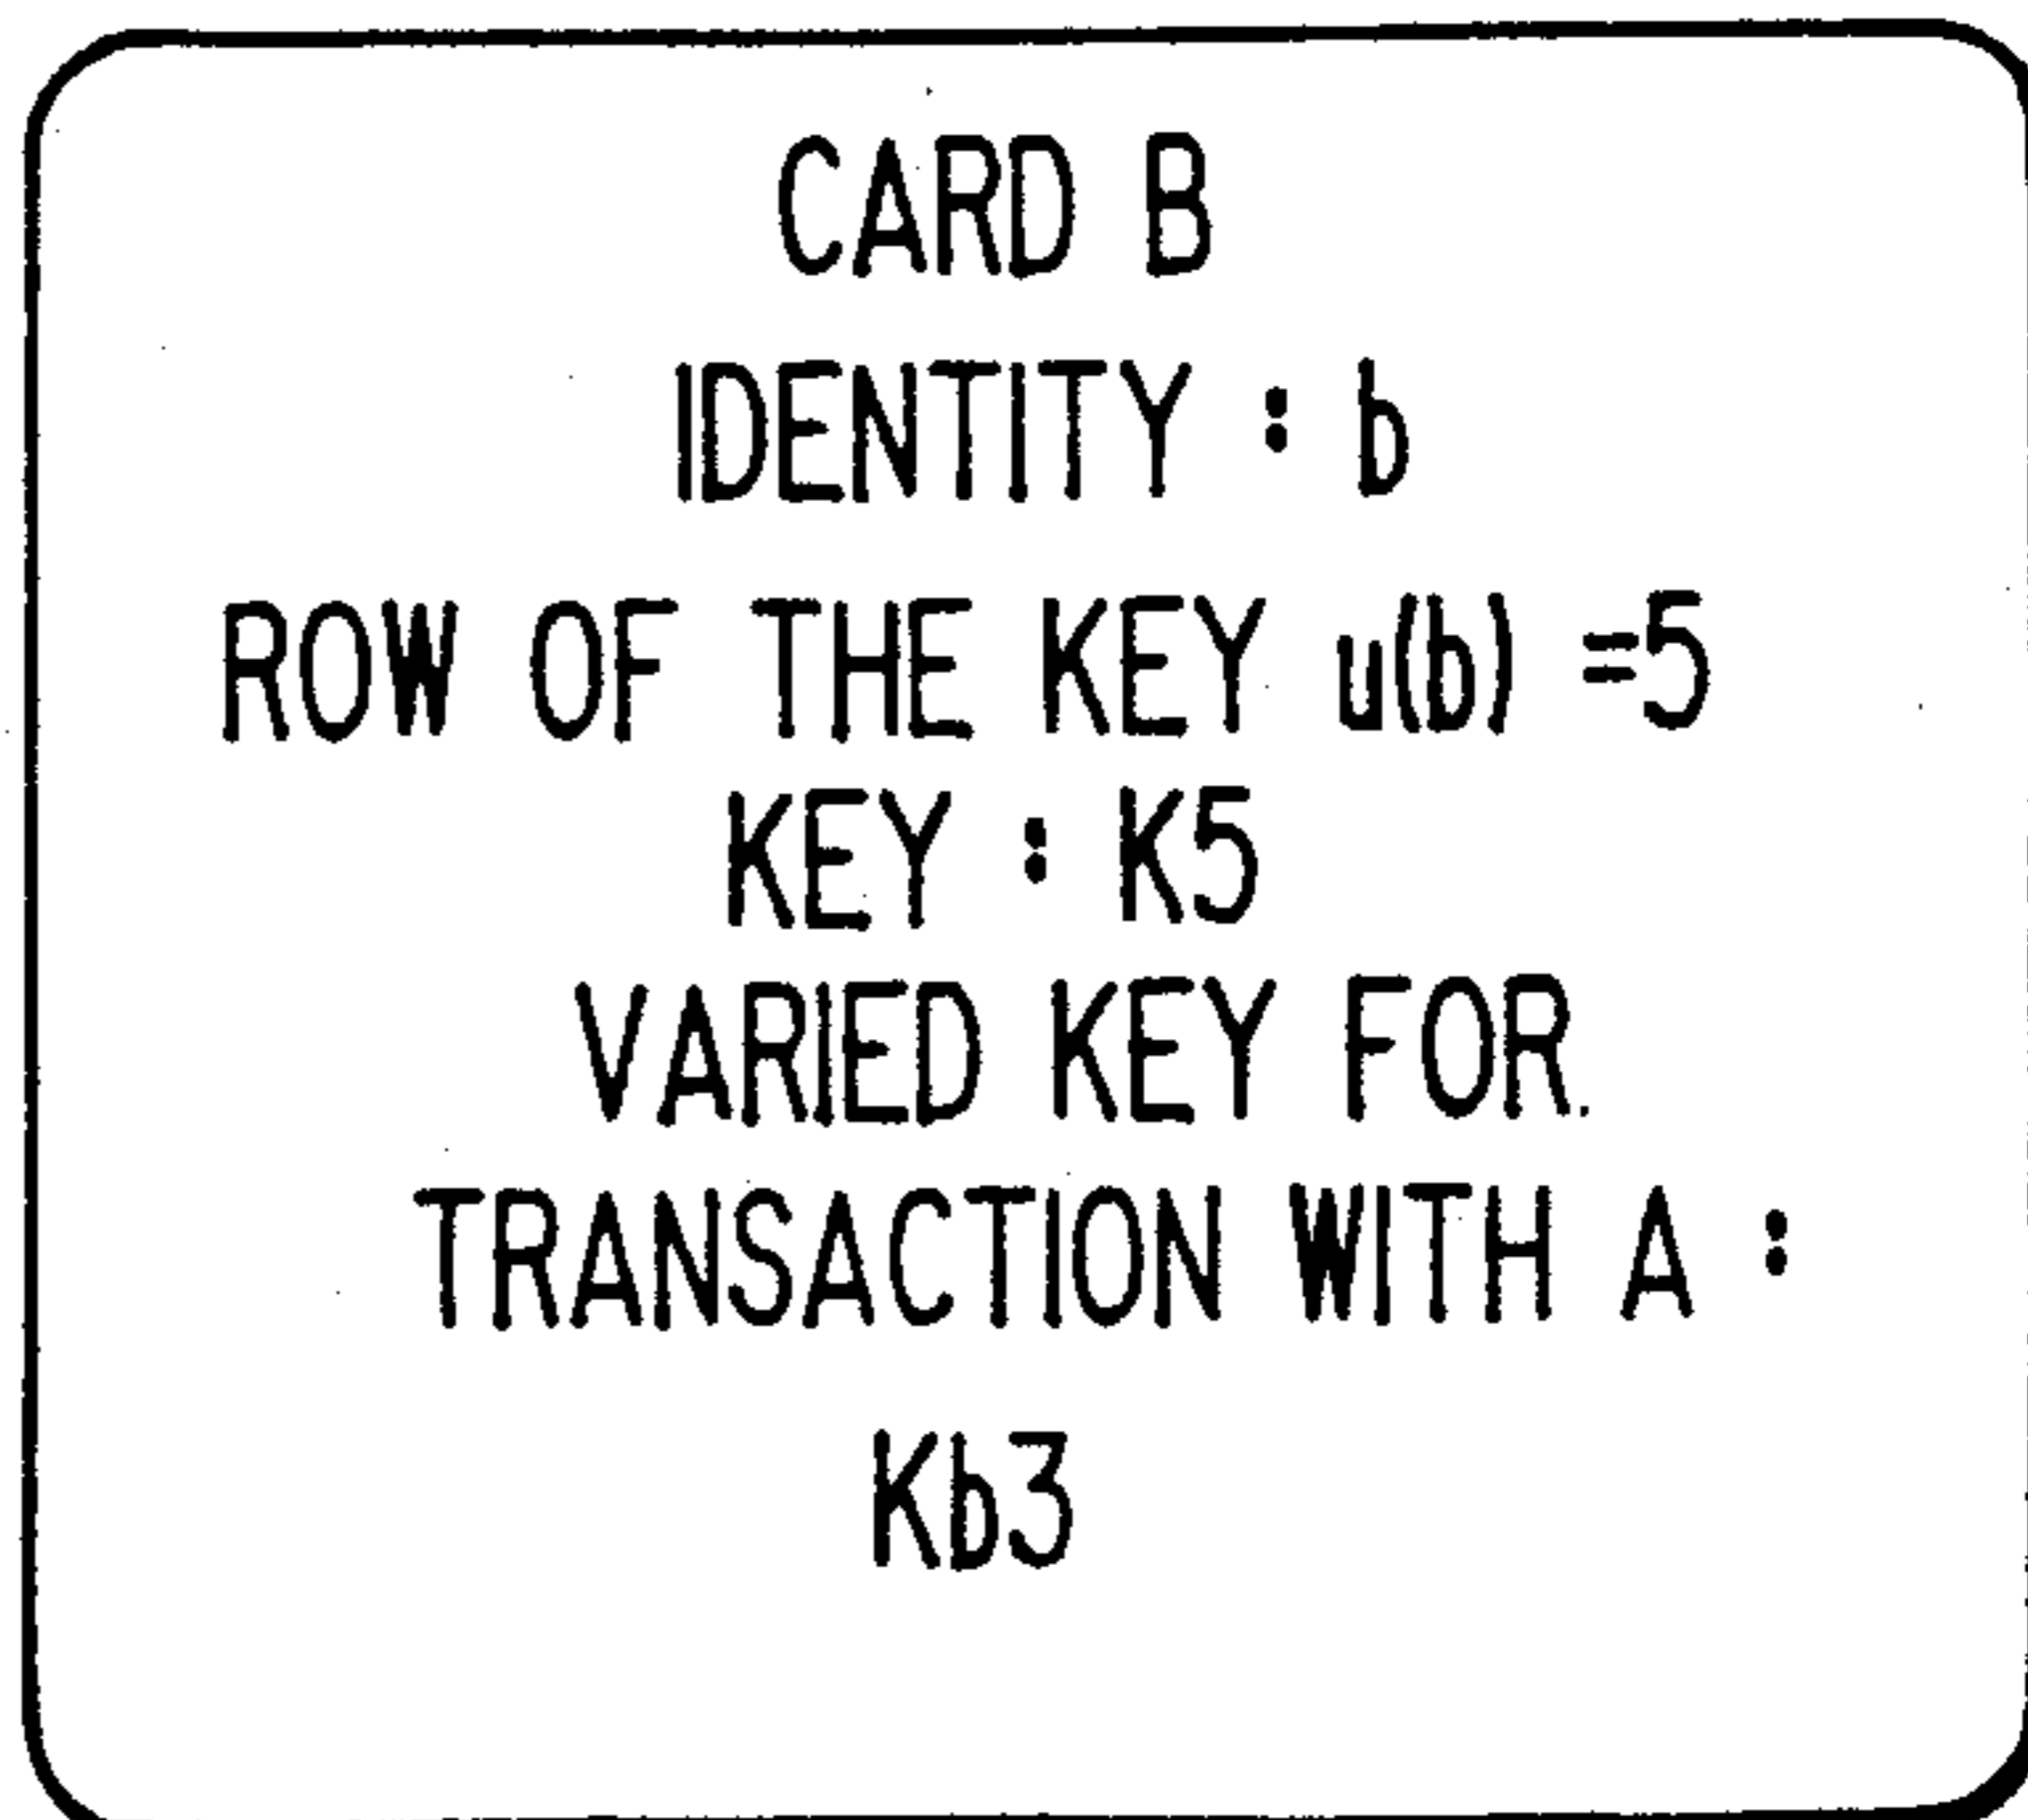 CARD B
IDENTITY : b
ROW OF THE KEY u(b) =5
KEY : K5
VARIED KEY FOR.
TRANSACTION WITH A :
Kb3